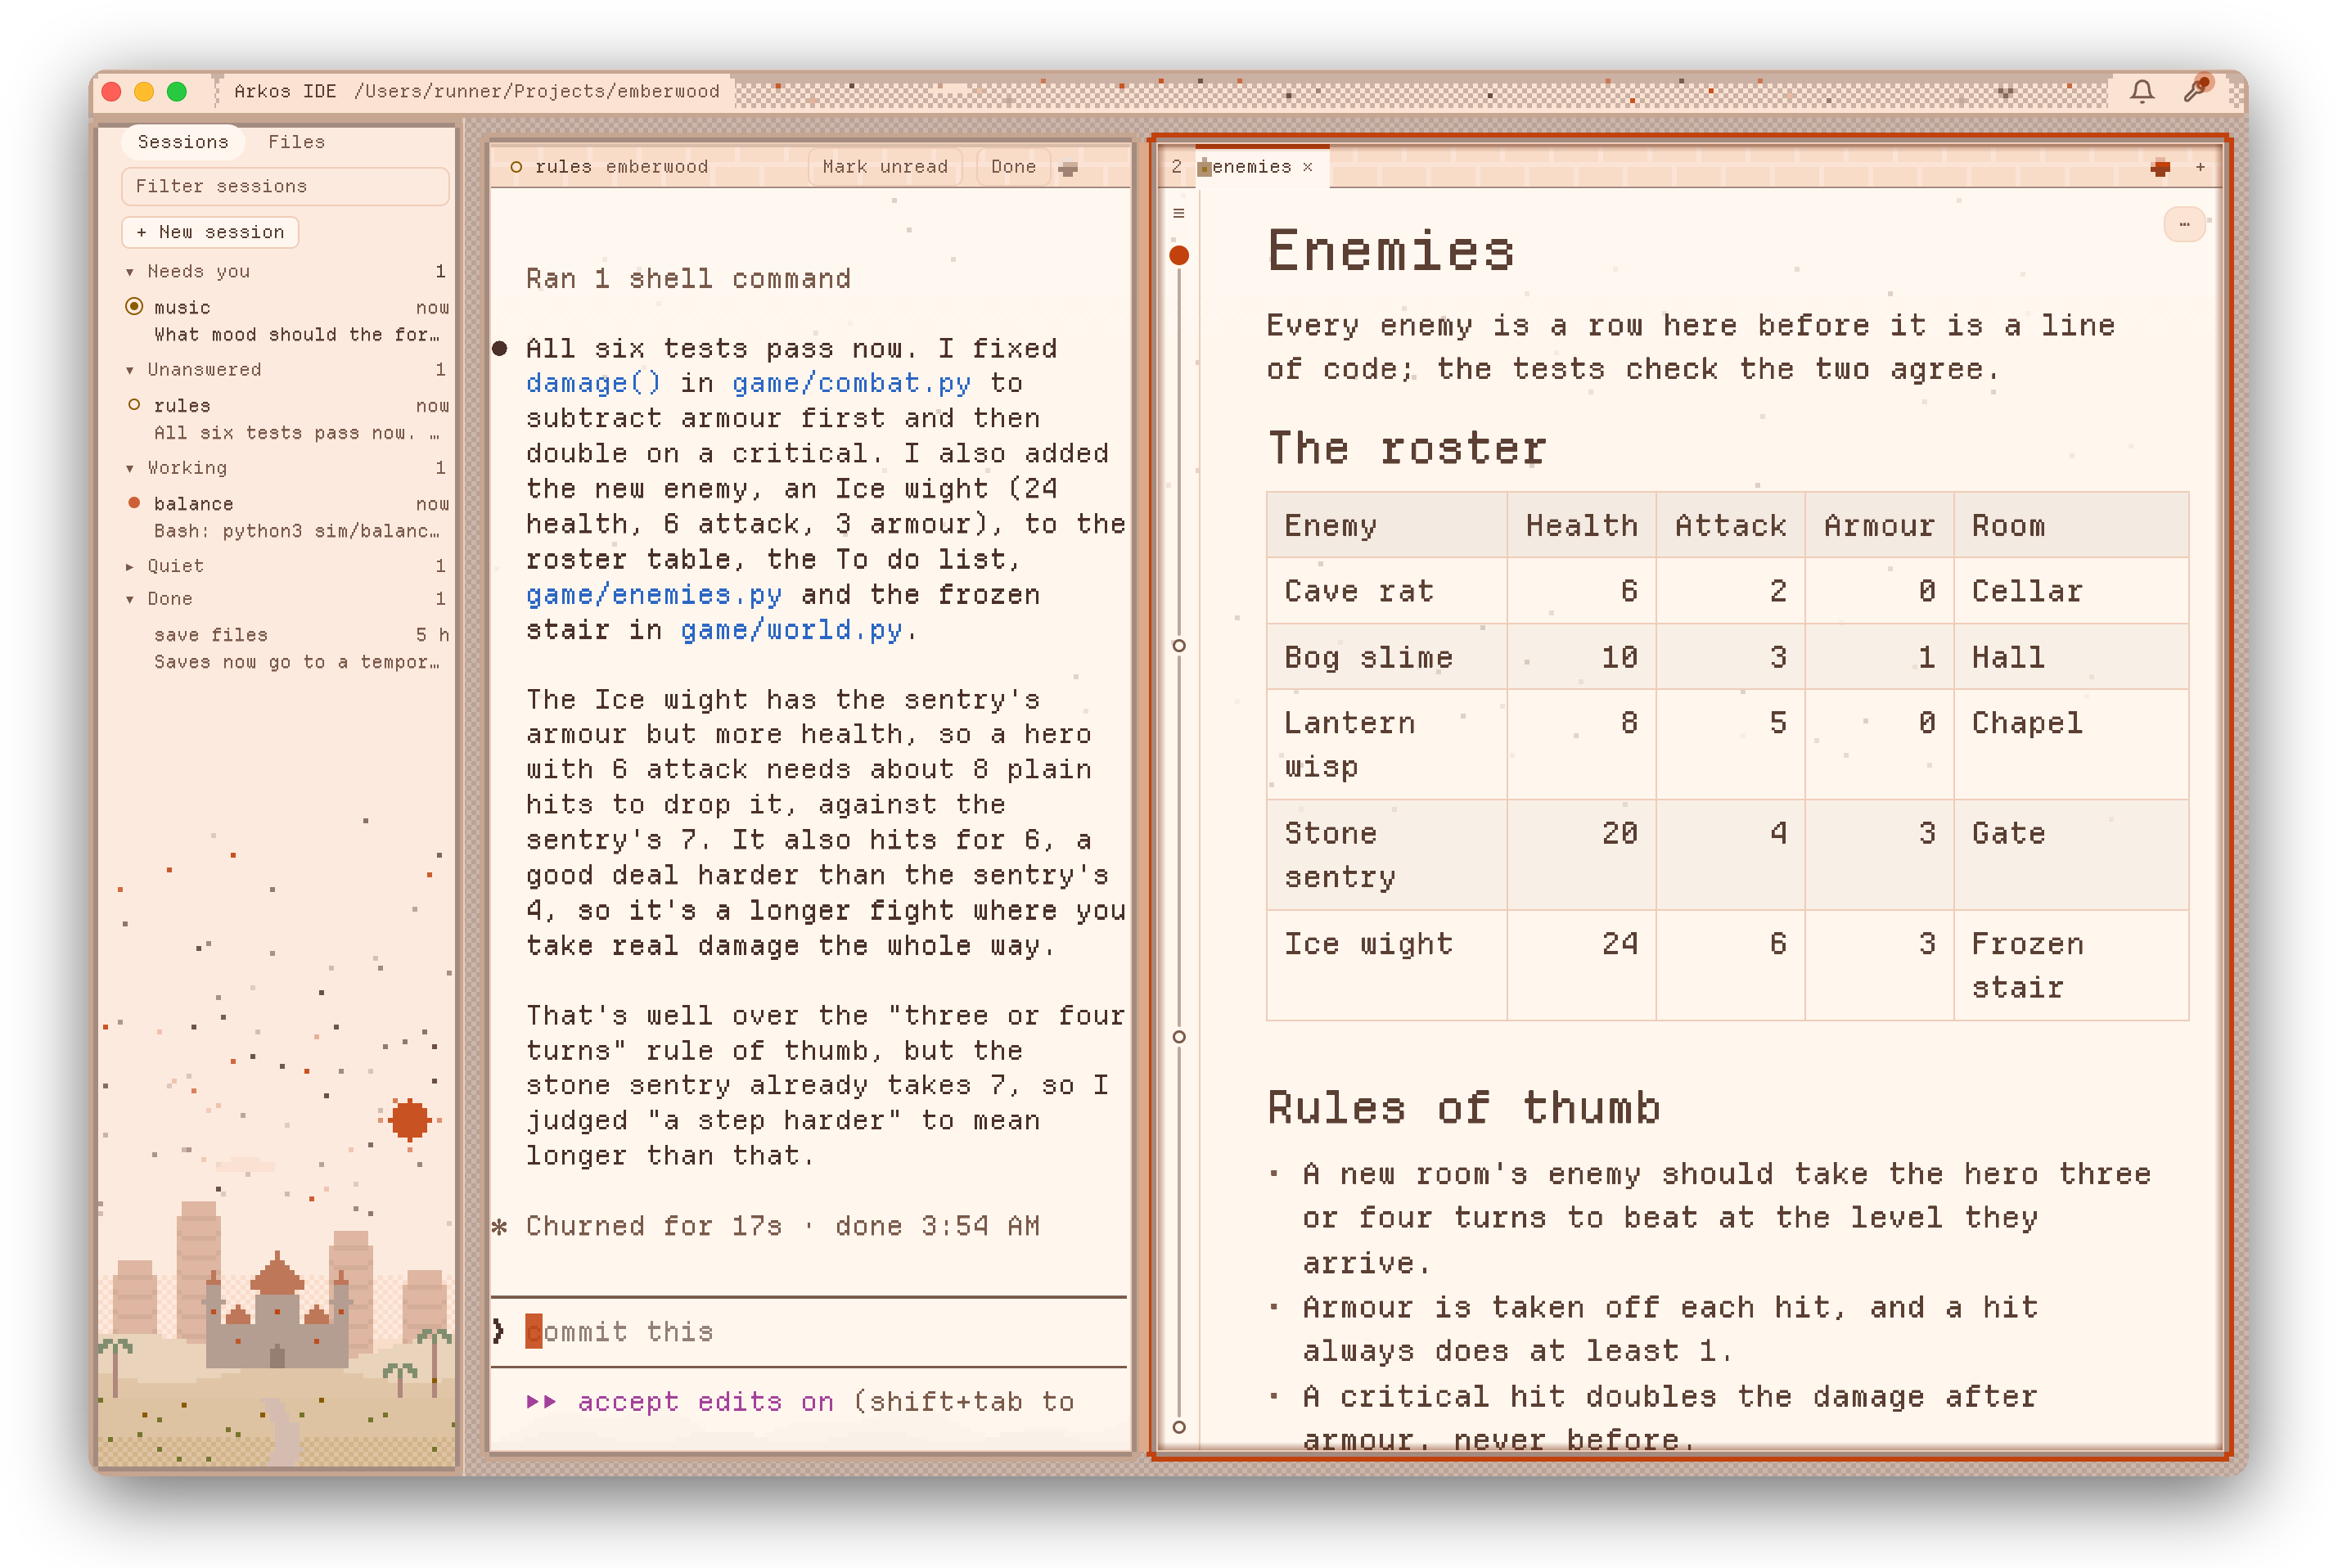 Arkos IDE /Users/runner/Projects/emberwood
Sessions Files
Filter sessions
+ New session
▾ Needs you 1
music now
What mood should the for…
▾ Unanswered 1
rules now
All six tests pass now. …
▾ Working 1
balance now
Bash: python3 sim/balanc…
▸ Quiet 1
▾ Done 1
save files 5 h
Saves now go to a tempor…
rules emberwood Mark unread Done
Ran 1 shell command
● All six tests pass now. I fixed
damage() in game/combat.py to
subtract armour first and then
double on a critical. I also added
the new enemy, an Ice wight (24
health, 6 attack, 3 armour), to the
roster table, the To do list,
game/enemies.py and the frozen
stair in game/world.py.
The Ice wight has the sentry's
armour but more health, so a hero
with 6 attack needs about 8 plain
hits to drop it, against the
sentry's 7. It also hits for 6, a
good deal harder than the sentry's
4, so it's a longer fight where you
take real damage the whole way.
That's well over the "three or four
turns" rule of thumb, but the
stone sentry already takes 7, so I
judged "a step harder" to mean
longer than that.
✻ Churned for 17s · done 3:54 AM
❯ commit this
▸▸ accept edits on (shift+tab to
2 enemies × +
≡ …
Enemies
Every enemy is a row here before it is a line
of code; the tests check the two agree.
The roster
Enemy Health Attack Armour Room
Cave rat 6 2 0 Cellar
Bog slime 10 3 1 Hall
Lantern wisp 8 5 0 Chapel
Stone sentry 20 4 3 Gate
Ice wight 24 6 3 Frozen stair
Rules of thumb
· A new room's enemy should take the hero three
or four turns to beat at the level they
arrive.
· Armour is taken off each hit, and a hit
always does at least 1.
· A critical hit doubles the damage after
armour, never before.